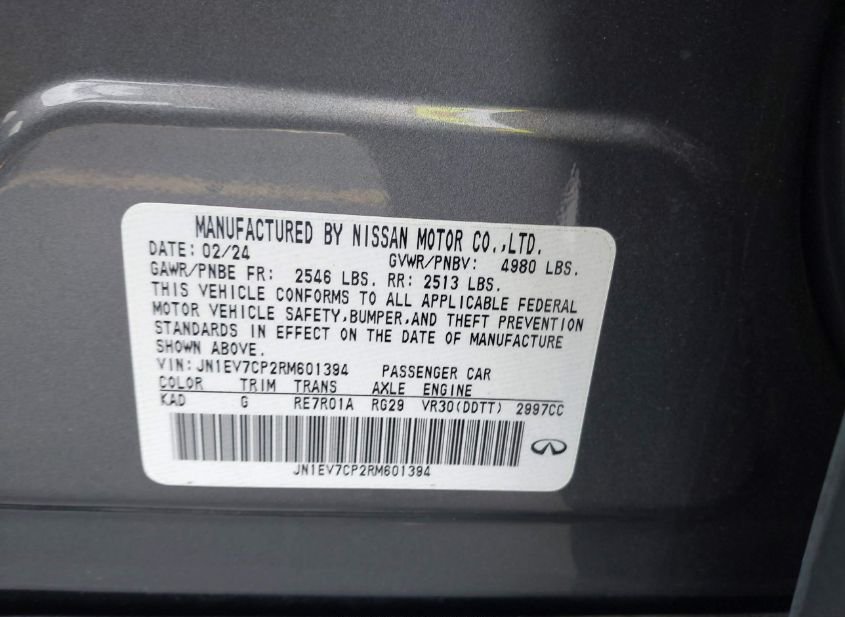 MANUFACTURED BY NISSAN MOTOR CO.,LTD.
DATE: 02/24 GVWR/PNBV: 4980 LBS.
GAWR/PNBE FR: 2546 LBS. RR: 2513 LBS.
THIS VEHICLE CONFORMS TO ALL APPLICABLE FEDERAL
MOTOR VEHICLE SAFETY,BUMPER,AND THEFT PREVENTION
STANDARDS IN EFFECT ON THE DATE OF MANUFACTURE
SHOWN ABOVE.
VIN:JN1EV7CP2RM601394 PASSENGER CAR
COLOR TRIM TRANS AXLE ENGINE
KAD G RE7R01A RG29 VR30(DDTT) 2997CC
JN1EV7CP2RM601394